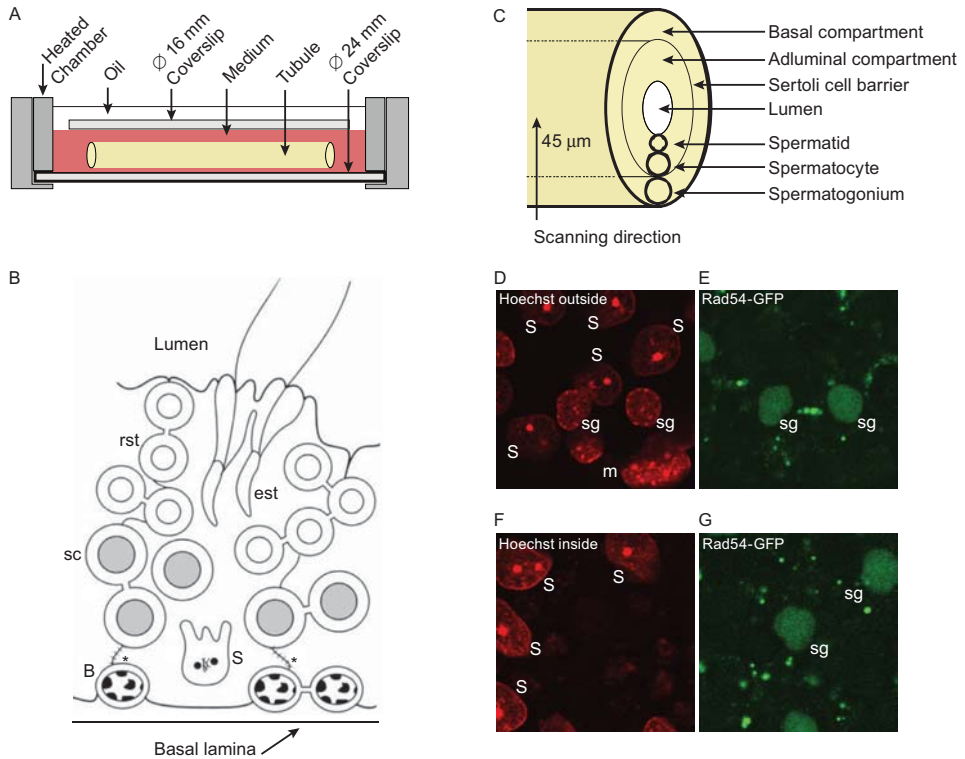 A
Heated
Chamber
Oil
Ø 16 mm
Coverslip
Medium
Tubule
Ø 24 mm
Coverslip
C
Basal compartment
Adluminal compartment
Sertoli cell barrier
Lumen
Spermatid
Spermatocyte
Spermatogonium
45 µm
Scanning direction
B
Lumen
rst
est
sc
S
B
*
*
Basal lamina
D
Hoechst outside
S
S
S
S
sg
sg
S
m
E
Rad54-GFP
sg
sg
F
Hoechst inside
S
S
S
S
G
Rad54-GFP
sg
sg